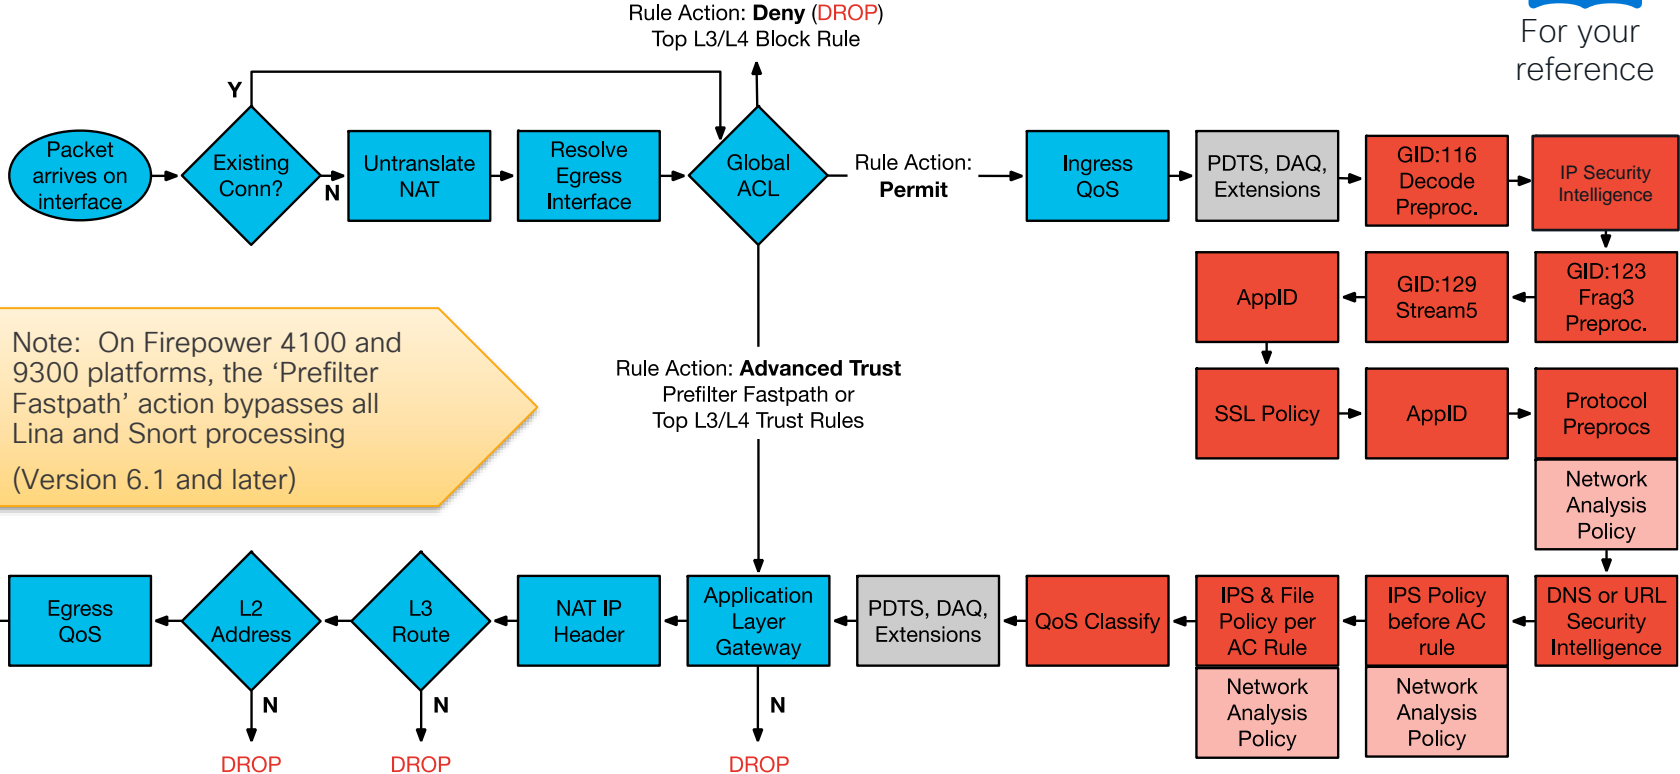 Rule Action: Deny (DROP)
Top L3/L4 Block Rule
For your
reference
Y
Packet
arrives on
interface
Existing
Conn?
N
Untranslate
NAT
Resolve
Egress
Interface
Global
ACL
Rule Action:
Permit
Ingress
QoS
PDTS, DAQ,
Extensions
GID:116
Decode
Preproc.
IP Security
Intelligence
AppID
GID:129
Stream5
GID:123
Frag3
Preproc.
Note: On Firepower 4100 and
9300 platforms, the ‘Prefilter
Fastpath’ action bypasses all
Lina and Snort processing
(Version 6.1 and later)
Rule Action: Advanced Trust
Prefilter Fastpath or
Top L3/L4 Trust Rules
SSL Policy
AppID
Protocol
Preprocs
Network
Analysis
Policy
Egress
QoS
L2
Address
L3
Route
NAT IP
Header
Application
Layer
Gateway
PDTS, DAQ,
Extensions
QoS Classify
IPS & File
Policy per
AC Rule
IPS Policy
before AC
rule
DNS or URL
Security
Intelligence
Network
Analysis
Policy
Network
Analysis
Policy
N
N
N
DROP
DROP
DROP